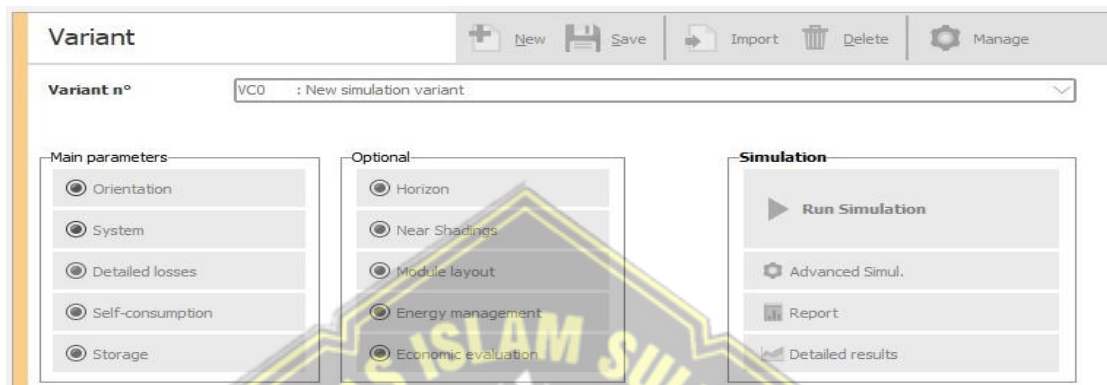 Variant
New Save Import Delete Manage
Variant n° VC0 : New simulation variant
Main parameters
Orientation
System
Detailed losses
Self-consumption
Storage
Optional
Horizon
Near Shadings
Module layout
Energy management
Economic evaluation
Simulation
Run Simulation
Advanced Simul.
Report
Detailed results
ISLAM